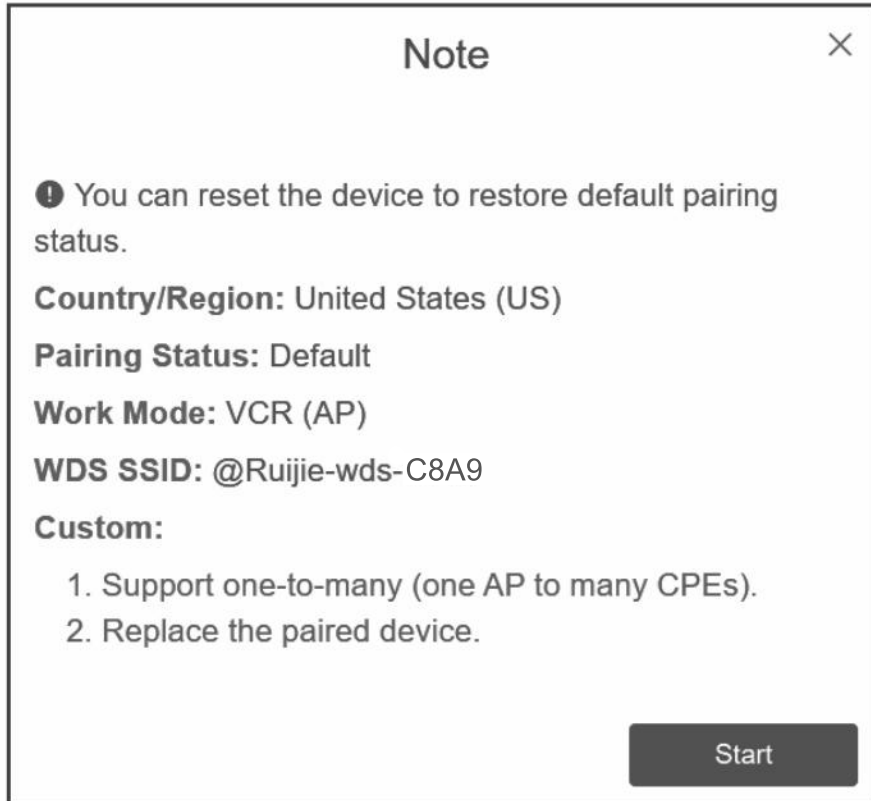 Note
You can reset the device to restore default pairing
status.
Country/Region: United States (US)
Pairing Status: Default
Work Mode: VCR (AP)
WDS SSID: @Ruijie-wds-C8A9
Custom:
1. Support one-to-many (one AP to many CPEs).
2. Replace the paired device.
Start